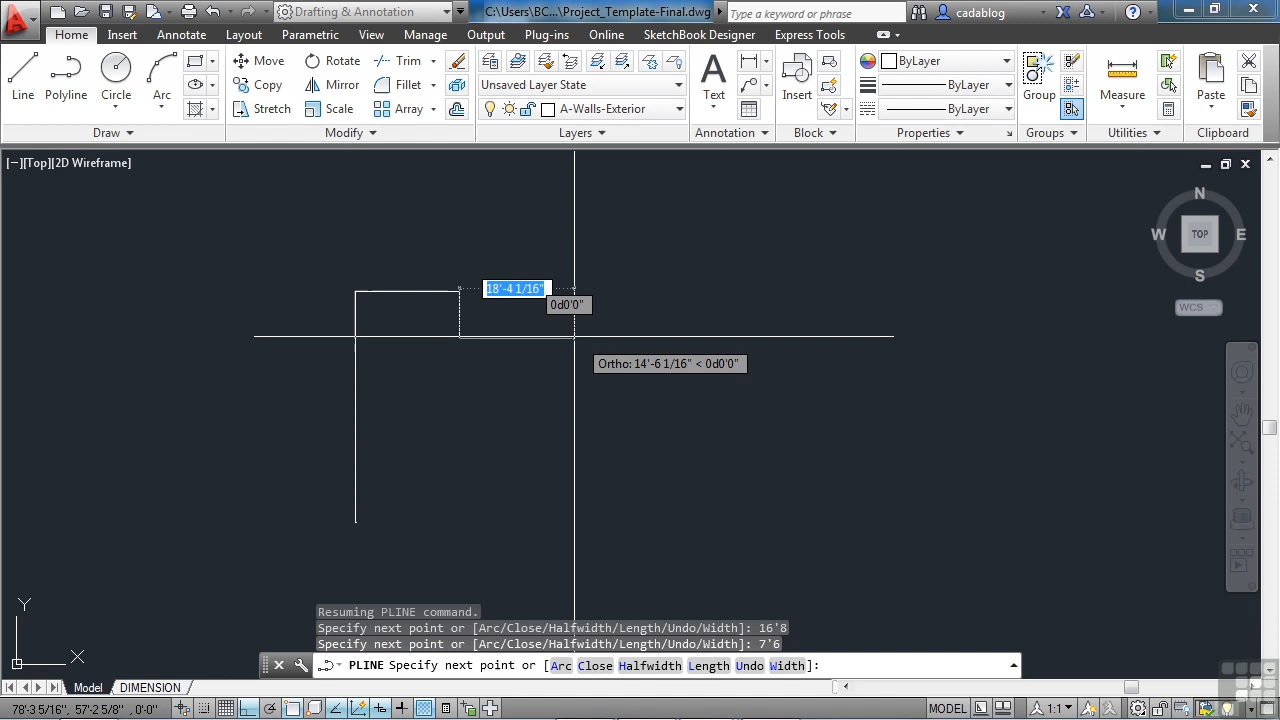 Drafting & Annotation
C:\Users\BC... \Project_Template-Final.dwg
Type a keyword or phrase
cadablog
Home Insert Annotate Layout Parametric View Manage Output Plug-ins Online SketchBook Designer Express Tools
Line Polyline Circle Arc
Move Rotate Trim
Copy Mirror Fillet
Stretch Scale Array
Unsaved Layer State
A-Walls-Exterior
Text
Insert
ByLayer
ByLayer
ByLayer
Group
Measure
Paste
Draw Modify Layers Annotation Block Properties Groups Utilities Clipboard
[−][Top][2D Wireframe]
N
W TOP E
S
WCS
18'-4 1/16"
0d0'0"
Ortho: 14'-6 1/16" < 0d0'0"
Y
X
Resuming PLINE command.
Specify next point or [Arc/Close/Halfwidth/Length/Undo/Width]: 16'8
Specify next point or [Arc/Close/Halfwidth/Length/Undo/Width]: 7'6
PLINE Specify next point or [Arc Close Halfwidth Length Undo Width]:
Model DIMENSION
78'-3 5/16", 57'-2 5/8" , 0'-0" MODEL 1:1